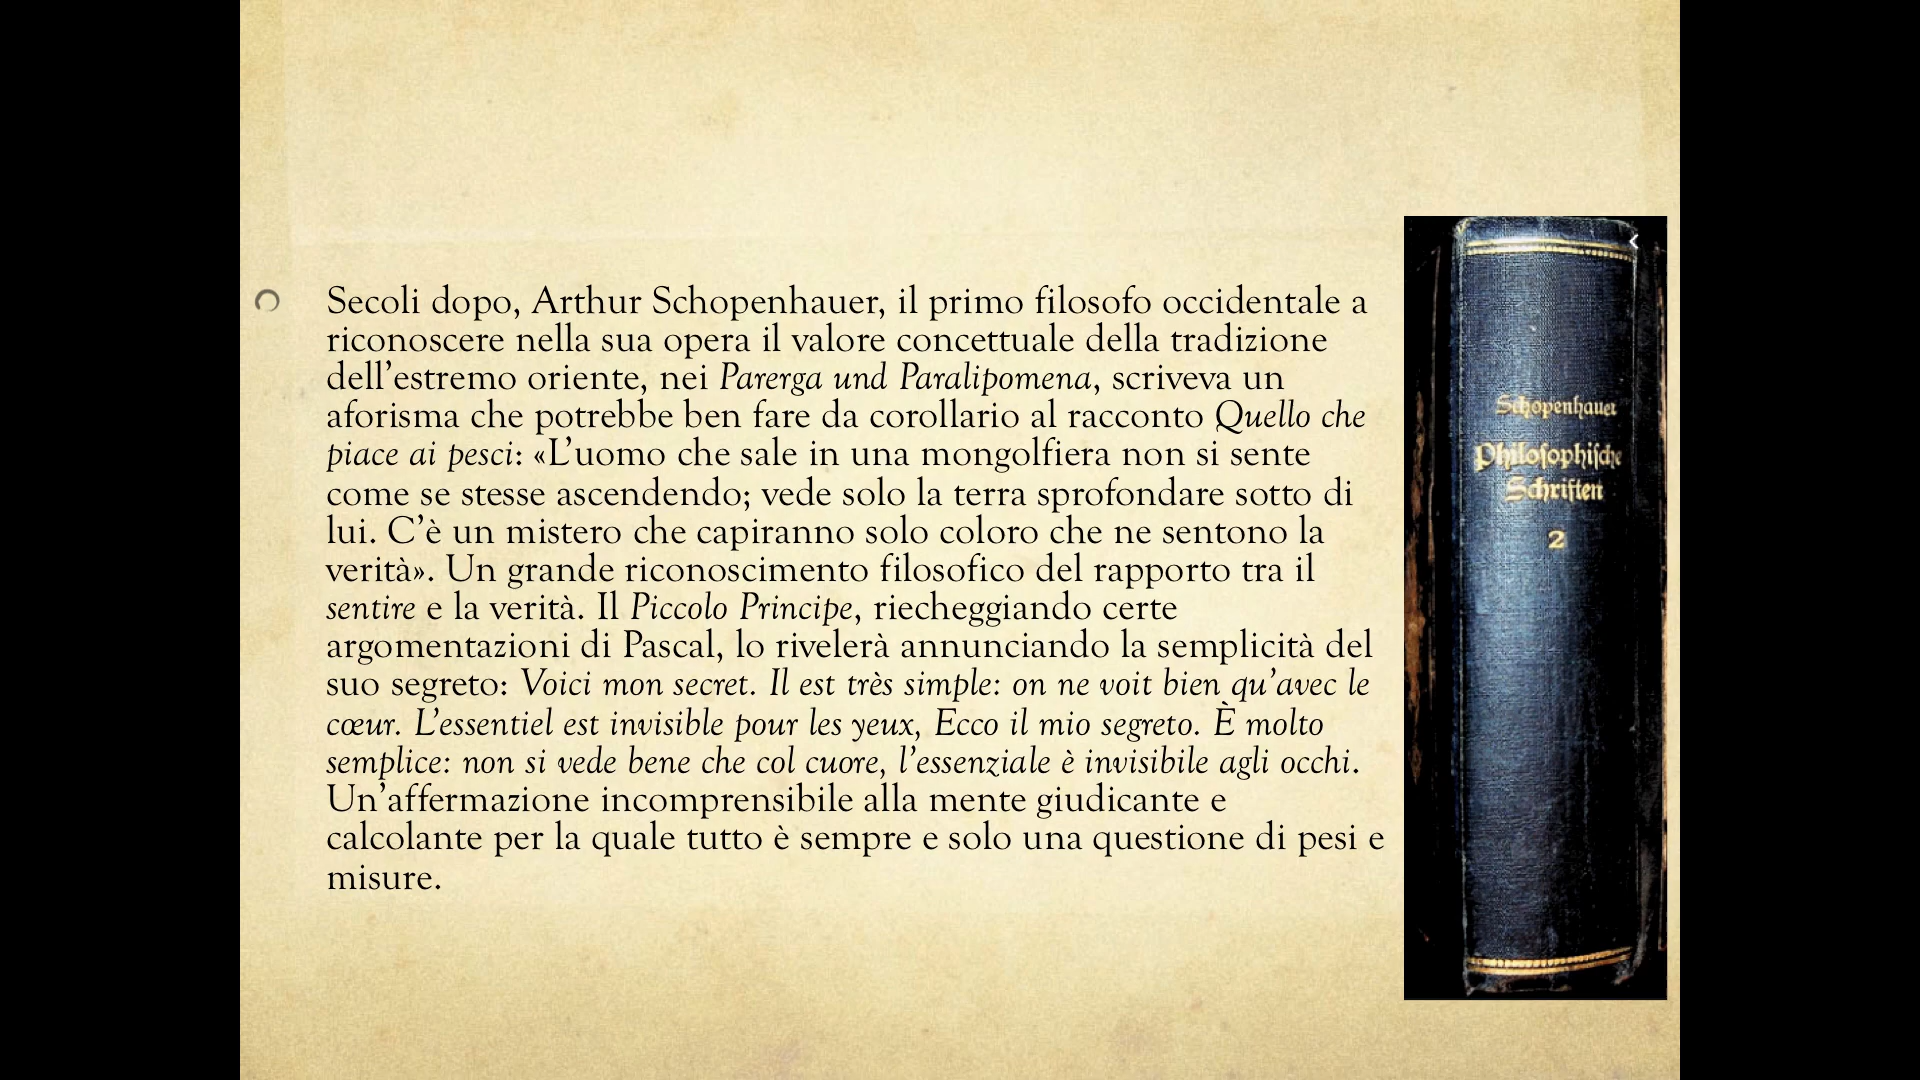 Secoli dopo, Arthur Schopenhauer, il primo filosofo occidentale a
riconoscere nella sua opera il valore concettuale della tradizione
dell’estremo oriente, nei Parerga und Paralipomena, scriveva un
aforisma che potrebbe ben fare da corollario al racconto Quello che
piace ai pesci: «L’uomo che sale in una mongolfiera non si sente
come se stesse ascendendo; vede solo la terra sprofondare sotto di
lui. C’è un mistero che capiranno solo coloro che ne sentono la
verità». Un grande riconoscimento filosofico del rapporto tra il
sentire e la verità. Il Piccolo Principe, riecheggiando certe
argomentazioni di Pascal, lo rivelerà annunciando la semplicità del
suo segreto: Voici mon secret. Il est très simple: on ne voit bien qu’avec le
cœur. L’essentiel est invisible pour les yeux, Ecco il mio segreto. È molto
semplice: non si vede bene che col cuore, l’essenziale è invisibile agli occhi.
Un’affermazione incomprensibile alla mente giudicante e
calcolante per la quale tutto è sempre e solo una questione di pesi e
misure.
Schopenhauer
Philosophische
Schriften
2